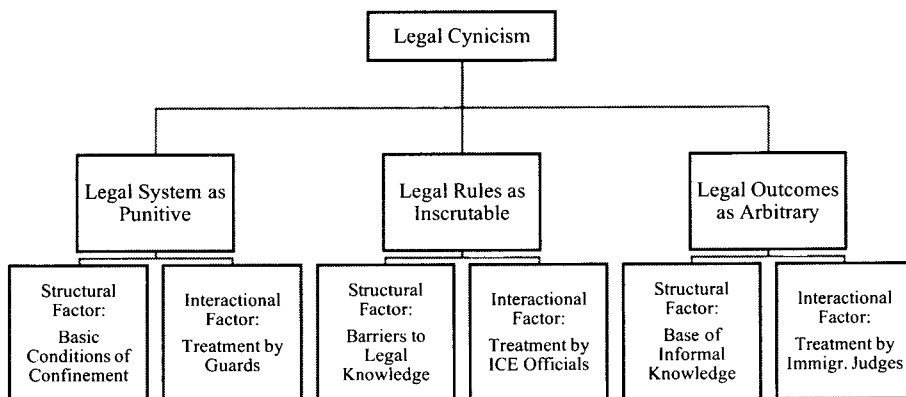 Legal Cynicism
Legal System as
Punitive
Legal Rules as
Inscrutable
Legal Outcomes
as Arbitrary
Structural
Factor:
Basic
Conditions of
Confinement
Interactional
Factor:
Treatment by
Guards
Structural
Factor:
Barriers to
Legal
Knowledge
Interactional
Factor:
Treatment by
ICE Officials
Structural
Factor:
Base of
Informal
Knowledge
Interactional
Factor:
Treatment by
Immigr. Judges